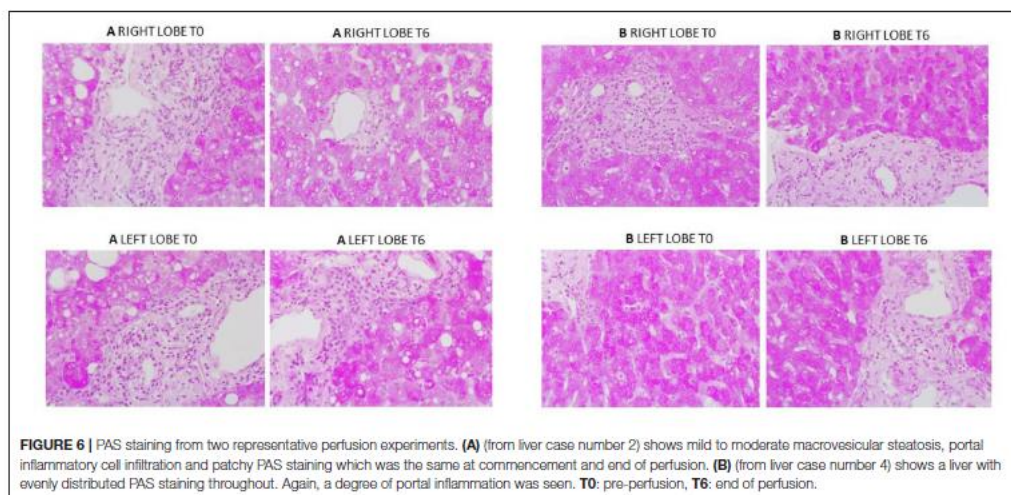 A RIGHT LOBE T0
A RIGHT LOBE T6
B RIGHT LOBE T0
B RIGHT LOBE T6
A LEFT LOBE T0
A LEFT LOBE T6
B LEFT LOBE T0
B LEFT LOBE T6
FIGURE 6 | PAS staining from two representative perfusion experiments. (A) (from liver case number 2) shows mild to moderate macrovesicular steatosis, portal
inflammatory cell infiltration and patchy PAS staining which was the same at commencement and end of perfusion. (B) (from liver case number 4) shows a liver with
evenly distributed PAS staining throughout. Again, a degree of portal inflammation was seen. T0: pre-perfusion, T6: end of perfusion.